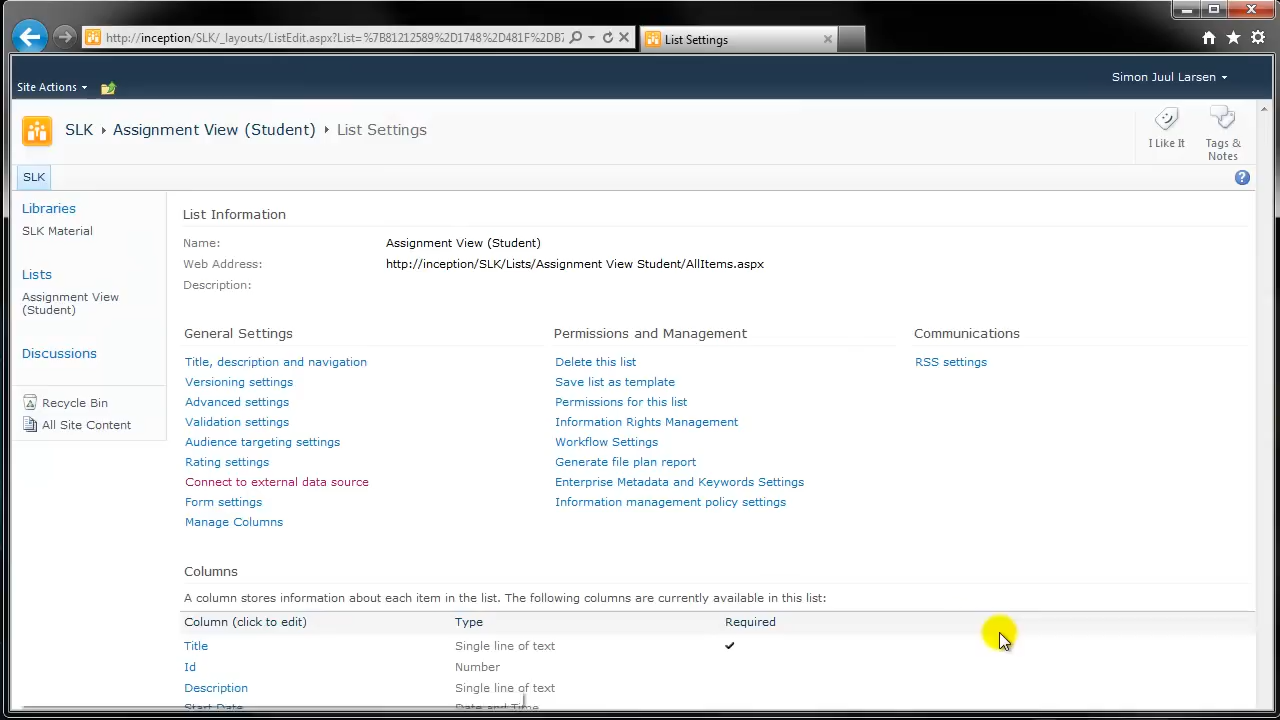 http://inception/SLK/_layouts/ListEdit.aspx?List=%7B81212589%2D1748%2D481F%2DB7
List Settings
Site Actions
Simon Juul Larsen
SLK Assignment View (Student) List Settings
I Like It
Tags &
Notes
SLK
Libraries
SLK Material
Lists
Assignment View
(Student)
Discussions
Recycle Bin
All Site Content
List Information
Name: Assignment View (Student)
Web Address: http://inception/SLK/Lists/Assignment View Student/AllItems.aspx
Description:
General Settings
Title, description and navigation
Versioning settings
Advanced settings
Validation settings
Audience targeting settings
Rating settings
Connect to external data source
Form settings
Manage Columns
Permissions and Management
Delete this list
Save list as template
Permissions for this list
Information Rights Management
Workflow Settings
Generate file plan report
Enterprise Metadata and Keywords Settings
Information management policy settings
Communications
RSS settings
Columns
A column stores information about each item in the list. The following columns are currently available in this list:
Column (click to edit) Type Required
Title Single line of text
Id Number
Description Single line of text
Start Date Date and Time